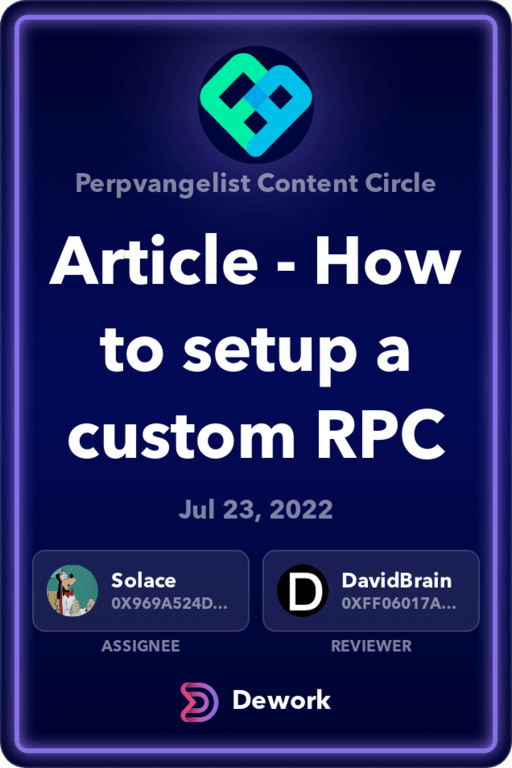 Perpvangelist Content Circle
Article - How
to setup a
custom RPC
Jul 23, 2022
Solace
0X969A524D...
ASSIGNEE
D
DavidBrain
0XFF06017A...
REVIEWER
Dework